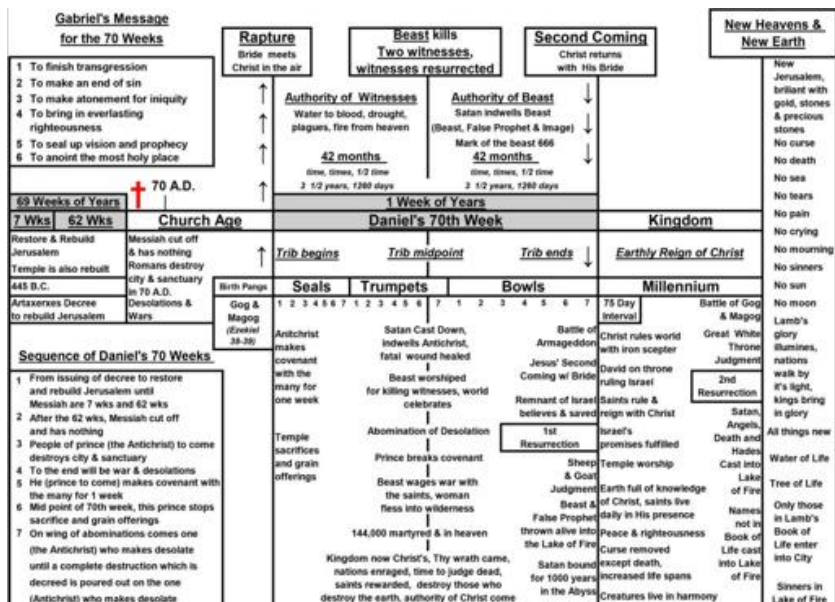 Gabriel's Message
for the 70 Weeks
1 To finish transgression
2 To make an end of sin
3 To make atonement for iniquity
4 To bring in everlasting
righteousness
5 To seal up vision and prophecy
6 To anoint the most holy place
Rapture
Bride meets
Christ in the air
Beast kills
Two witnesses,
witnesses resurrected
Second Coming
Christ returns
with His Bride
New Heavens &
New Earth
Authority of Witnesses
Water to blood, drought,
plagues, fire from heaven
42 months
time, times, 1/2 time
3 1/2 years, 1260 days
Authority of Beast
Satan indwells Beast
(Beast, False Prophet & Image)
Mark of the beast 666
42 months
time, times, 1/2 time
3 1/2 years, 1260 days
70 A.D.
69 Weeks of Years
7 Wks
62 Wks
Church Age
1 Week of Years
Daniel's 70th Week
Kingdom
Restore & Rebuild
Jerusalem
Temple is also rebuilt
445 B.C.
Artaxerxes Decree
to rebuild Jerusalem
Messiah cut off
& has nothing
Romans destroy
city & sanctuary
in 70 A.D.
Desolations &
Wars
Trib begins
Trib midpoint
Trib ends
Earthly Reign of Christ
Birth Pangs
Gog &
Magog
(Ezekiel
38-39)
Seals
1 2 3 4 5 6 7
Trumpets
1 2 3 4 5 6 7
Bowls
1 2 3 4 5 6 7
Millennium
Anitchrist
makes
covenant
with the
many for
one week
Temple
sacrifices
and grain
offerings
Satan Cast Down,
indwells Antichrist,
fatal wound healed
Beast worshiped
for killing witnesses, world
celebrates
Abomination of Desolation
Prince breaks covenant
Beast wages war
with the saints, woman
fless into wilderness
144,000 martyred & in heaven
Kingdom now Christ's, Thy wrath came,
nations enraged, time to judge dead,
saints rewarded, destroy those who
destroy the earth, authority of Christ come
Battle of
Armageddon
Jesus' Second
Coming w/ Bride
Remnant of Israel
believes & saved
1st
Resurrection
Sheep
& Goat
Judgment
Beast &
False Prophet
thrown alive into
the Lake of Fire
Satan bound
for 1000 years
in the Abyss
75 Day
Interval
Christ rules world
with iron scepter
David on throne
ruling Israel
Saints rule &
reign with Christ
Israel's
promises fulfilled
Temple worship
Earth full of knowledge
of Christ, saints live
daily in His presence
Peace & righteousness
Curse removed
except death,
increased life spans
Creatures live in harmony
Battle of Gog
& Magog
Great White
Throne
Judgment
2nd
Resurrection
Satan,
Angels,
Death and
Hades
Cast into
Lake
of Fire
Names
not in
Book of
Life cast
into Lake
of Fire
New
Jerusalem,
briliant with
gold, stones
& precious
stones
No curse
No death
No sea
No tears
No pain
No crying
No mourning
No sinners
No sun
No moon
Lamb's
glory
illumines,
nations
walk by
it's light,
kings bring
in glory
All things new
Water of Life
Tree of Life
Only those
in Lamb's
Book of
Life enter
into City
Sinners in
Lake of Fire
Sequence of Daniel's 70 Weeks
1 From issuing of decree to restore
and rebuild Jerusalem until
Messiah are 7 wks and 62 wks
2 After the 62 wks, Messiah cut off
and has nothing
3 People of prince (the Antichrist) to come
destroys city & sanctuary
4 To the end will be war & desolations
5 He (prince to come) makes covenant with
the many for 1 week
6 Mid point of 70th week, this prince stops
sacrifice and grain offerings
7 On wing of abominations comes one
(the Antichrist) who makes desolate
until a complete destruction which is
decreed is poured out on the one
(Antichrist) who makes desolate